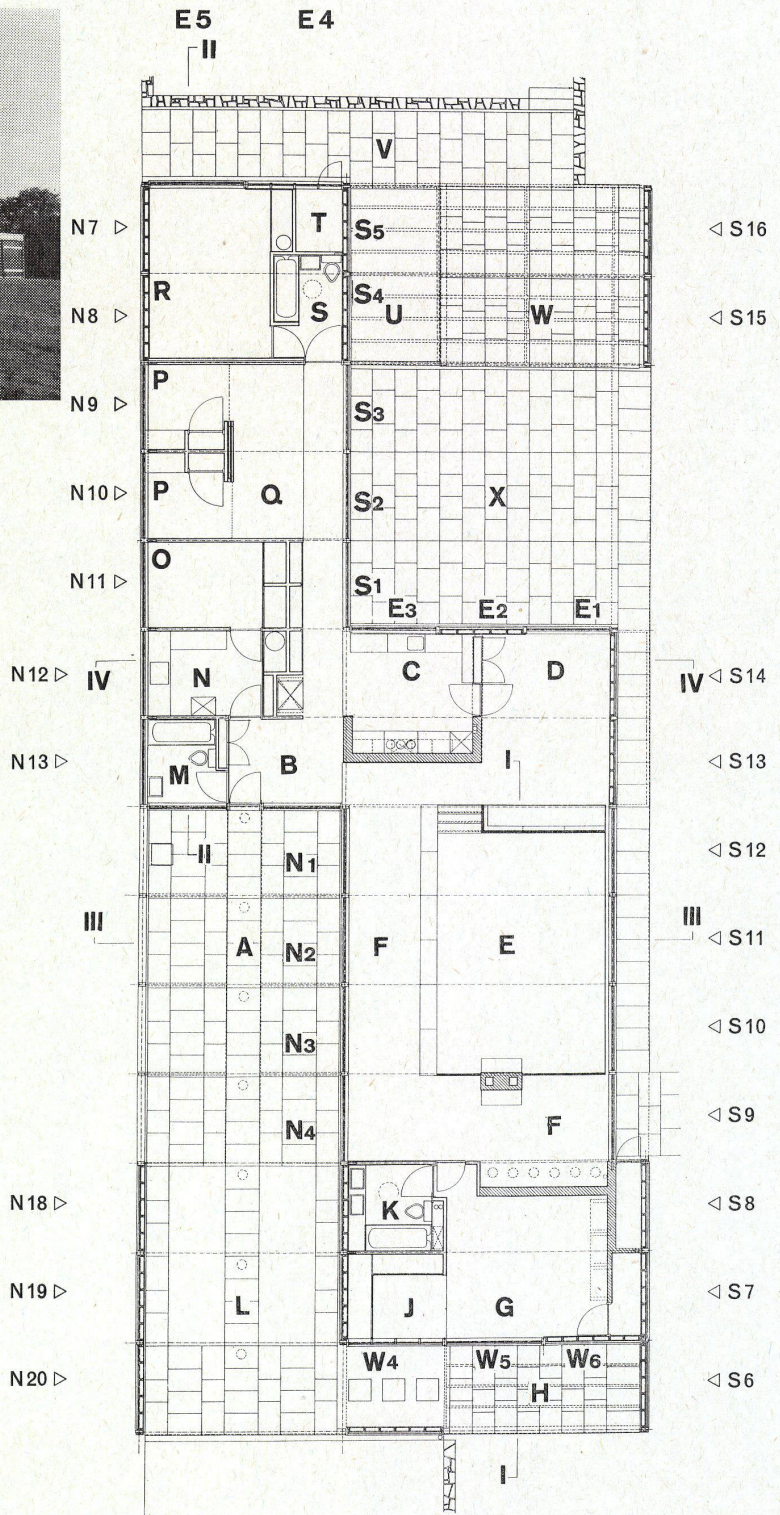 E5 E4
II
V
N7 T S5 S16
R
N8 S S4 U W S15
P
N9 S3
N10 P Q S2 X
O
N11 S1
E3 E2 E1
N12 IV N C D IV S14
N13 M B I S13
II N1 S12
III A N2 F E III S11
N3 S10
N4 F S9
N18 K S8
N19 L J G S7
N20 W4 W5 W6 S6
H
I